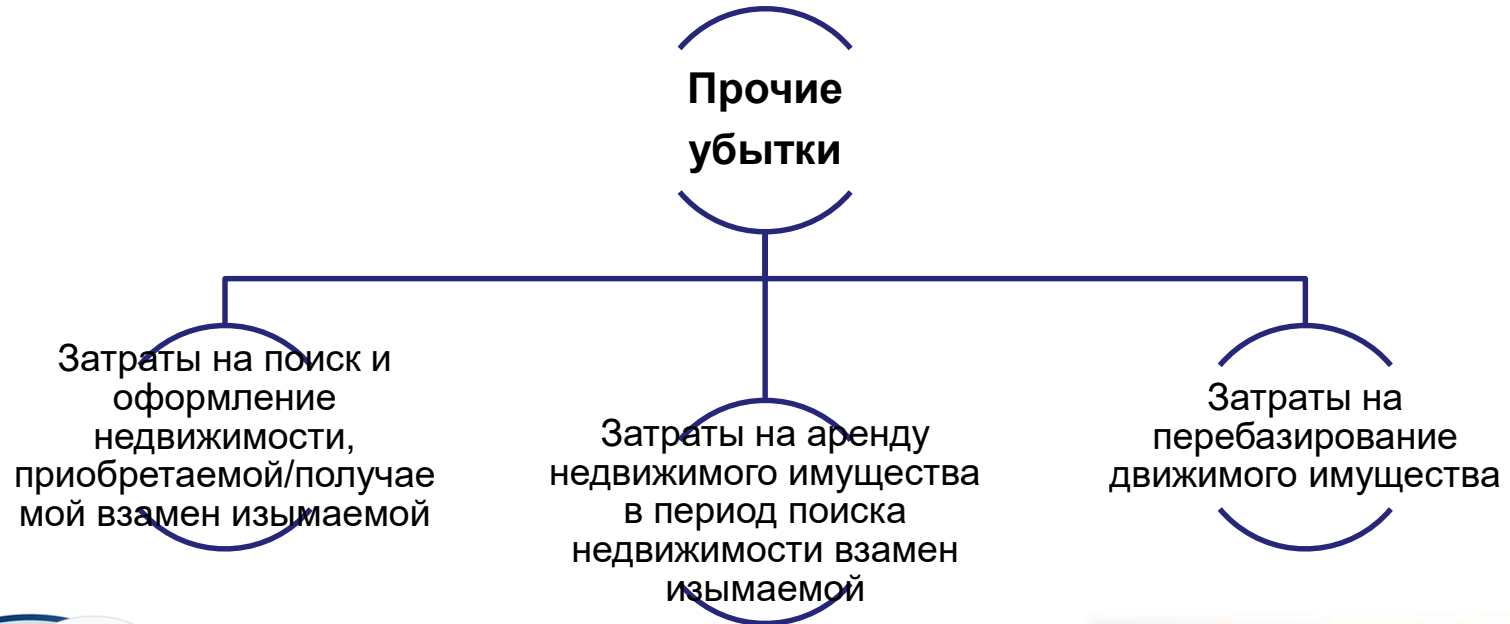 Прочие
убытки
Затраты на поиск и
оформление
недвижимости,
приобретаемой/получае
мой взамен изымаемой
Затраты на аренду
недвижимого имущества
в период поиска
недвижимости взамен
изымаемой
Затраты на
перебазирование
движимого имущества